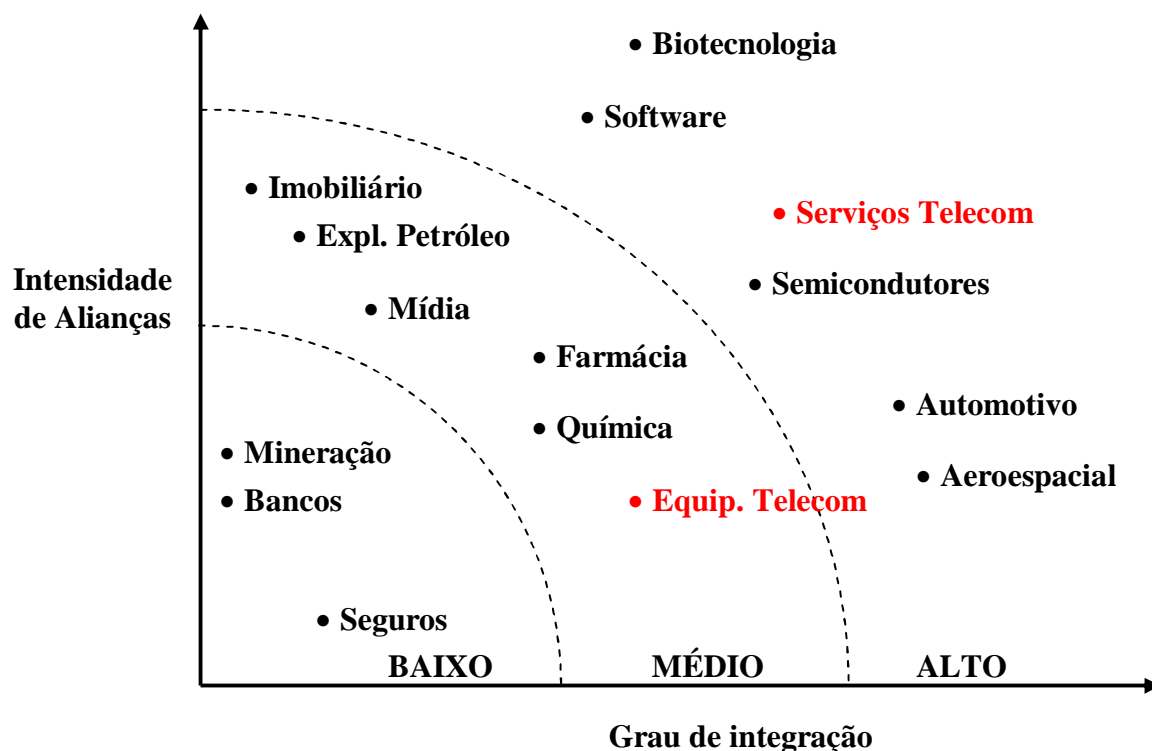 • Biotecnologia
• Software
• Imobiliário
• Serviços Telecom
• Expl. Petróleo
Intensidade
de Alianças
• Semicondutores
• Mídia
• Farmácia
• Automotivo
• Química
• Mineração
• Aeroespacial
• Bancos
• Equip. Telecom
• Seguros
BAIXO MÉDIO ALTO
Grau de integração